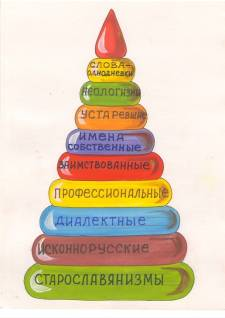 СЛОВА-
ОДНОДНЕВКИ
НЕОЛОГИЗМЫ
УСТАРЕВШИЕ
ИМЕНА
СОБСТВЕННЫЕ
ЗАИМСТВОВАННЫЕ
ПРОФЕССИОНАЛЬНЫЕ
ДИАЛЕКТНЫЕ
ИСКОННОРУССКИЕ
СТАРОСЛАВЯНИЗМЫ